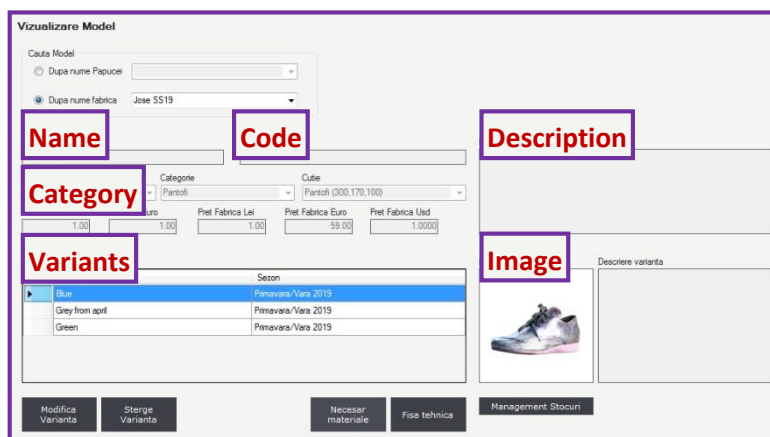 Vizualizare Model
Cauta Model
Dupa nume Papucei
Dupa nume fabrica Jose SS19
Name Code Description
Categorie Cutie
Category Pantofi Pantofi (300,170,100)
Pret Fabrica Lei Pret Fabrica Euro Pret Fabrica Usd
1.00 1.00 1.00 59.00 1.0000
Variants Image Descriere varianta
Sezon
Blue Primavara/Vara 2019
Grey from april Primavara/Vara 2019
Green Primavara/Vara 2019
Modifica Varianta
Sterge Varianta
Necesar materiale
Fisa tehnica
Management Stocuri